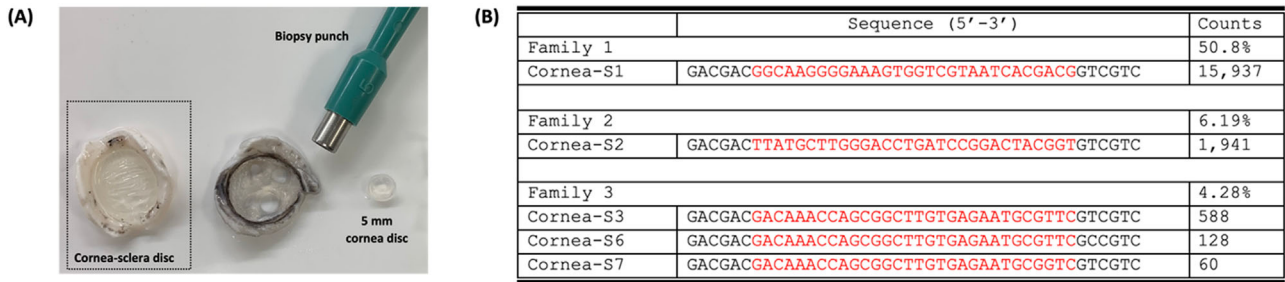 (A)
Biopsy punch
5 mm
cornea disc
Cornea-sclera disc
(B)
Sequence (5′-3′) Counts
Family 1 50.8%
Cornea-S1 GACGACGGCAAGGGGAAAGTGGTCGTAATCACGACGGTCGTC 15,937
Family 2 6.19%
Cornea-S2 GACGACTTATGCTTGGGACCTGATCCGGACTACGGTGTCGTC 1,941
Family 3 4.28%
Cornea-S3 GACGACGACAAACCAGCGGCTTGTGAGAATGCGTTCGTCGTC 588
Cornea-S6 GACGACGACAAACCAGCGGCTTGTGAGAATGCGTTCGCCGTC 128
Cornea-S7 GACGACGACAAACCAGCGGCTTGTGAGAATGCGGTCGTCGTC 60